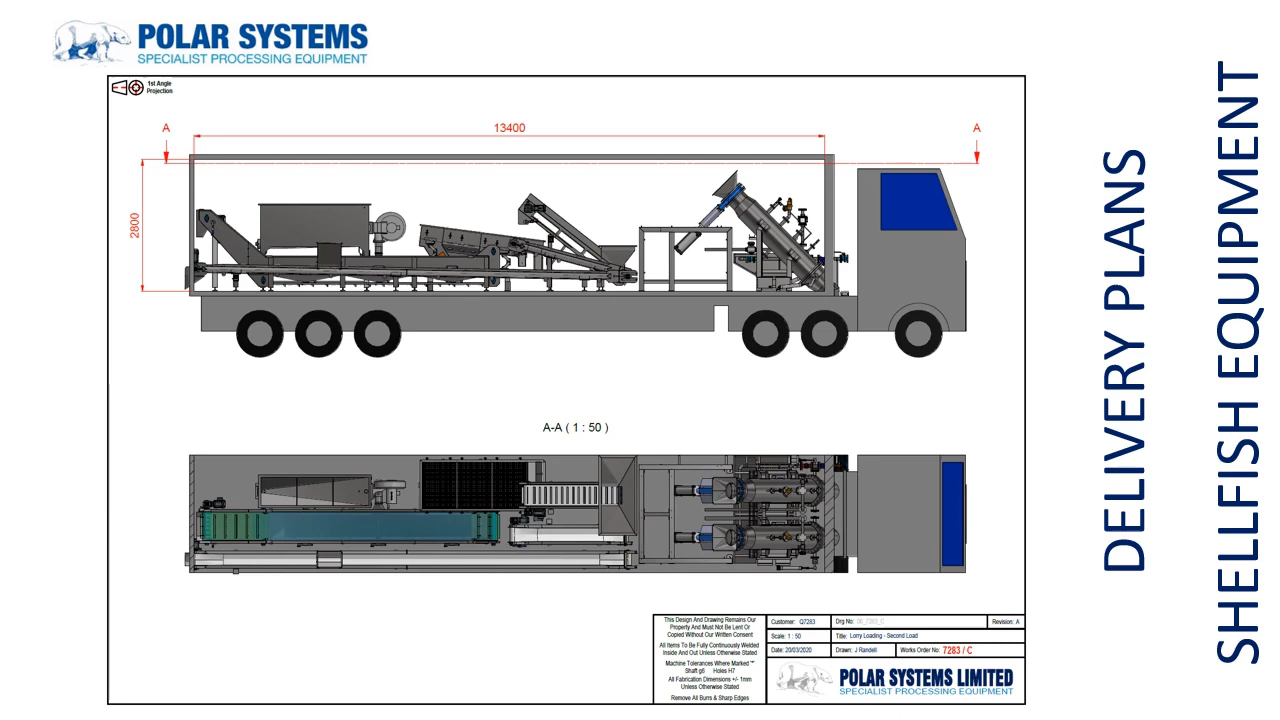 POLAR SYSTEMS
SPECIALIST PROCESSING EQUIPMENT
1st Angle
Projection
A
13400
A
2800
A-A ( 1 : 50 )
This Design And Drawing Remains Our
Property And Must Not Be Lent Or
Copied Without Our Written Consent
All Items To Be Fully Continuously Welded
Inside And Out Unless Otherwise Stated
Machine Tolerances Where Marked '*'
Shaft g6 Holes H7
All Fabrication Dimensions +/- 1mm
Unless Otherwise Stated
Remove All Burrs & Sharp Edges
Customer: Q7283
Drg No:
Revision: A
Scale: 1 : 50
Title: Lorry Loading - Second Load
Date: 20/03/2020
Drawn: J Randell
Works Order No: 7283 / C
POLAR SYSTEMS LIMITED
SPECIALIST PROCESSING EQUIPMENT
DELIVERY PLANS
SHELLFISH EQUIPMENT